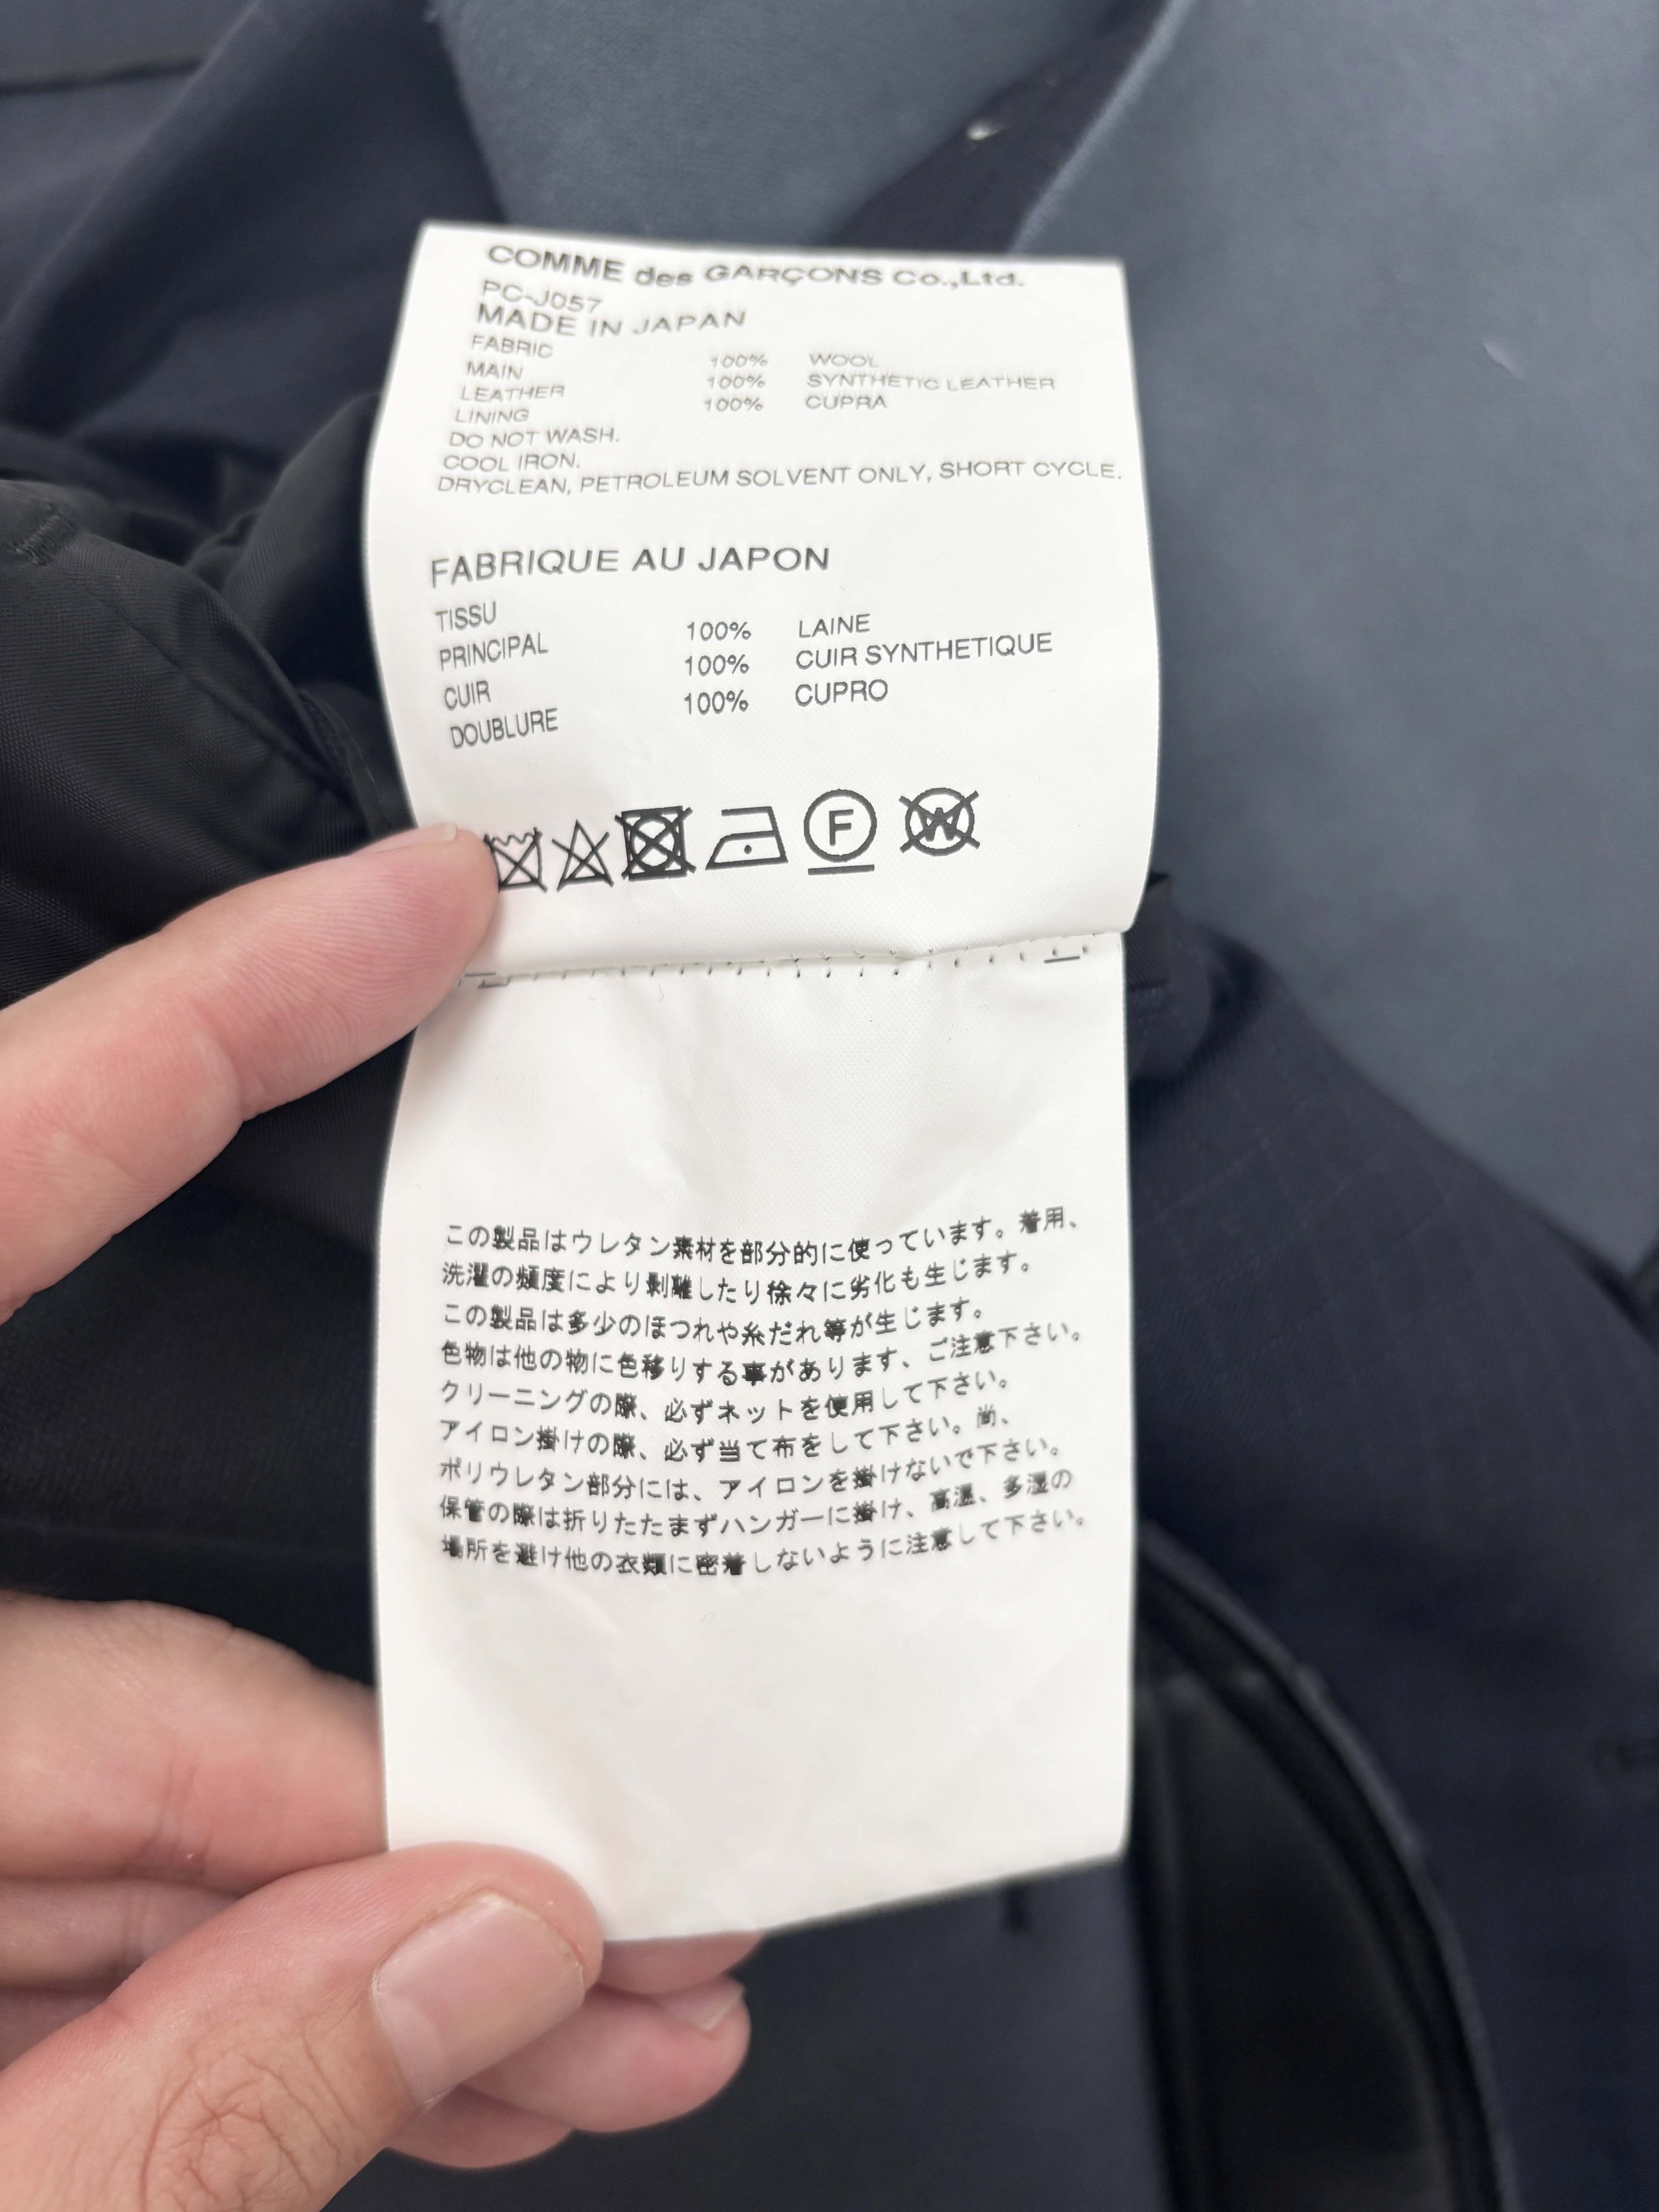 COMME des GARÇONS Co.,Ltd.
PC-J057
MADE IN JAPAN
FABRIC
MAIN 100% WOOL
LEATHER 100% SYNTHETIC LEATHER
LINING 100% CUPRA
DO NOT WASH.
COOL IRON.
DRYCLEAN, PETROLEUM SOLVENT ONLY, SHORT CYCLE.
FABRIQUE AU JAPON
TISSU
PRINCIPAL 100% LAINE
CUIR 100% CUIR SYNTHETIQUE
DOUBLURE 100% CUPRO
F W
この製品はウレタン素材を部分的に使っています。着用、
洗濯の頻度により剥離したり徐々に劣化も生じます。
この製品は多少のほつれや糸だれ等が生じます。
色物は他の物に色移りする事があります、ご注意下さい。
クリーニングの際、必ずネットを使用して下さい。
アイロン掛けの際、必ず当て布をして下さい。尚、
ポリウレタン部分には、アイロンを掛けないで下さい。
保管の際は折りたたまずハンガーに掛け、高温、多湿の
場所を避け他の衣類に密着しないように注意して下さい。